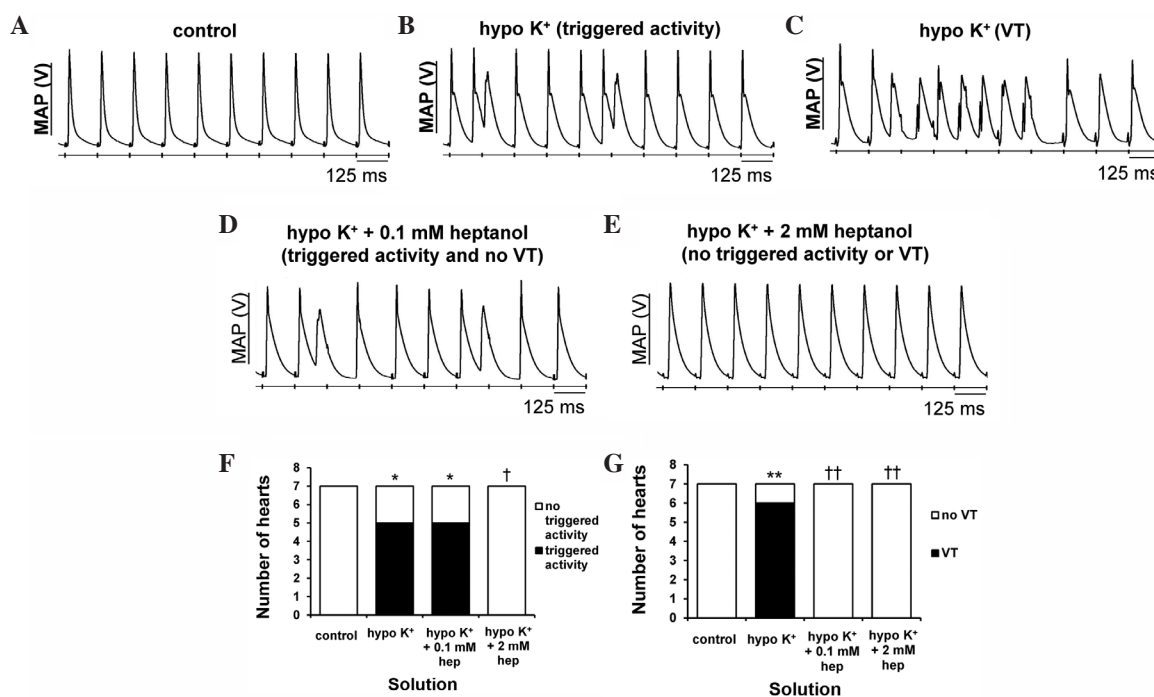 A
control
MAP (V)
125 ms
B
hypo K⁺ (triggered activity)
MAP (V)
125 ms
C
hypo K⁺ (VT)
MAP (V)
125 ms
D
hypo K⁺ + 0.1 mM heptanol
(triggered activity and no VT)
MAP (V)
125 ms
E
hypo K⁺ + 2 mM heptanol
(no triggered activity or VT)
MAP (V)
125 ms
F
Number of hearts
8
7
6
5
4
3
2
1
0
*
*
†
no
triggered
activity
triggered
activity
control
hypo K⁺
hypo K⁺
+ 0.1 mM
hep
hypo K⁺
+ 2 mM
hep
Solution
G
Number of hearts
8
7
6
5
4
3
2
1
0
**
††
††
no VT
VT
control
hypo K⁺
hypo K⁺
+ 0.1 mM
hep
hypo K⁺
+ 2 mM
hep
Solution